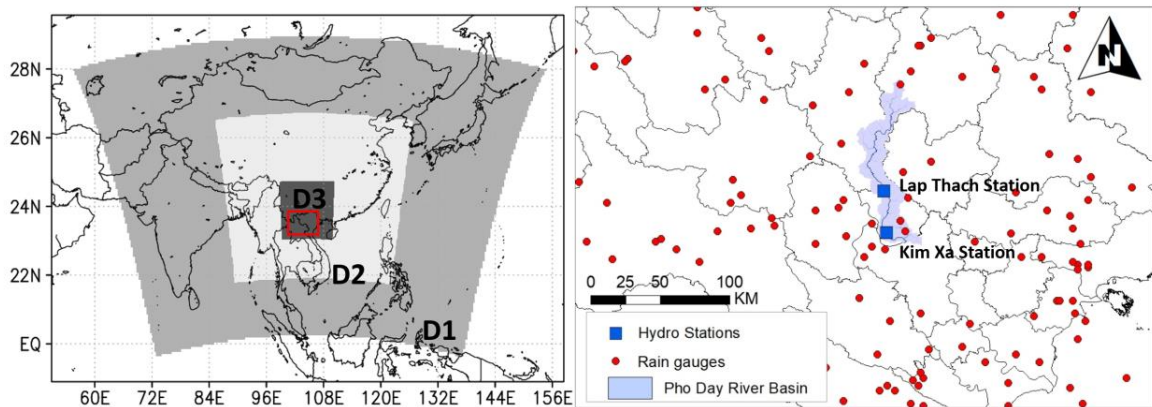 28N
26N
24N
22N
EQ
60E
72E
84E
96E
108E
120E
132E
144E
156E
D3
D2
D1
N
Lap Thach Station
Kim Xa Station
0 25 50 100
KM
Hydro Stations
Rain gauges
Pho Day River Basin